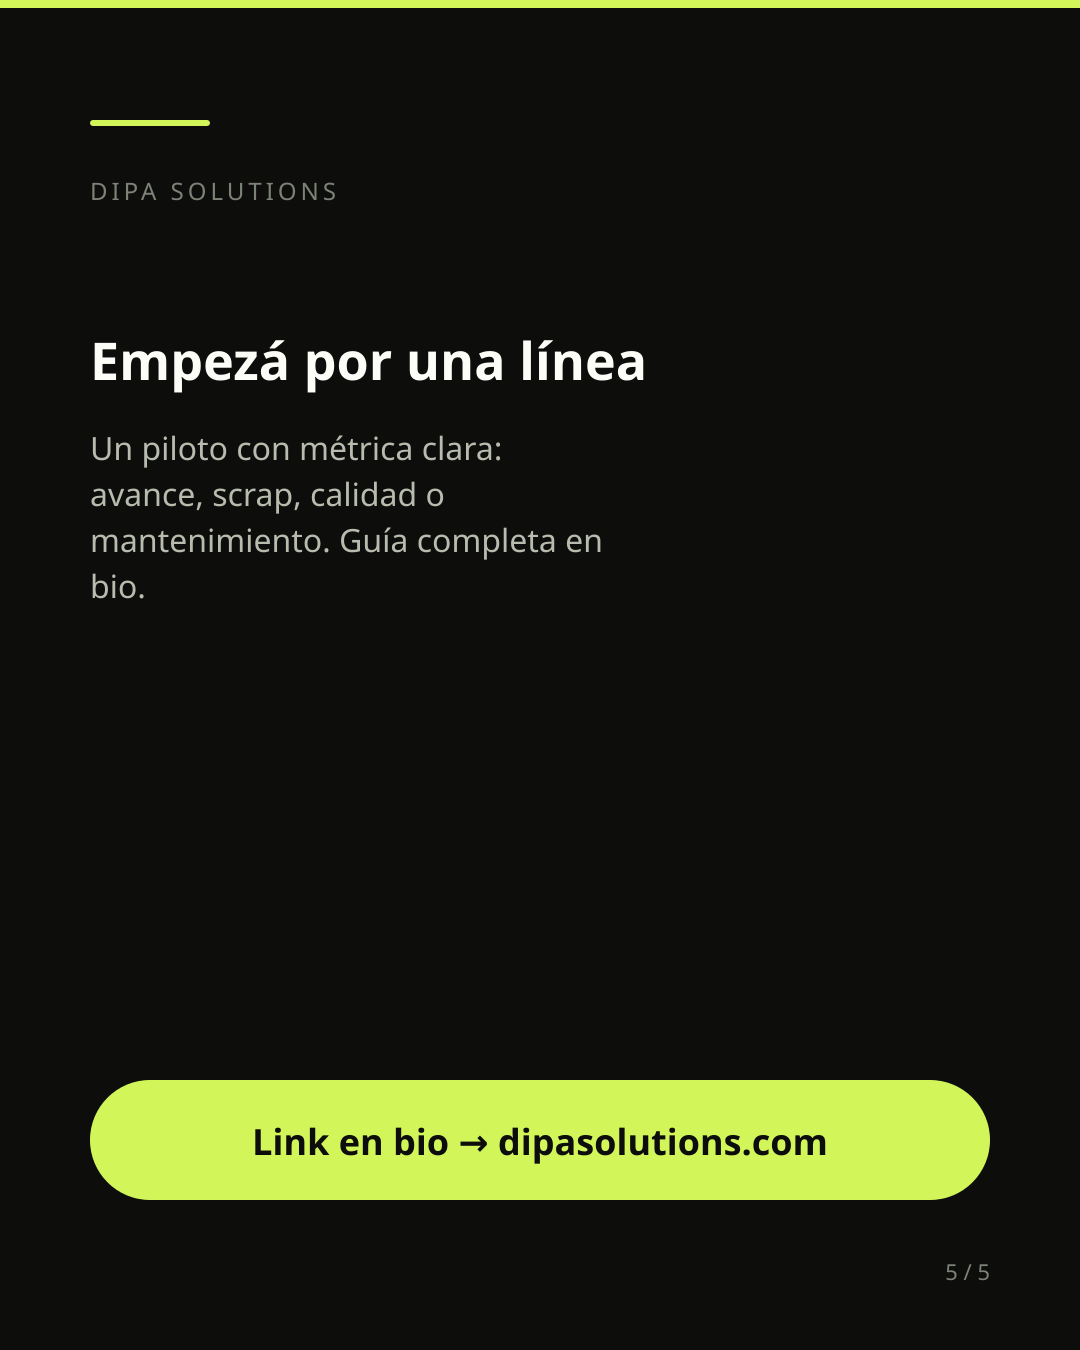 DIPA SOLUTIONS
Empezá por una línea
Un piloto con métrica clara:
avance, scrap, calidad o
mantenimiento. Guía completa en
bio.
Link en bio → dipasolutions.com
5 / 5